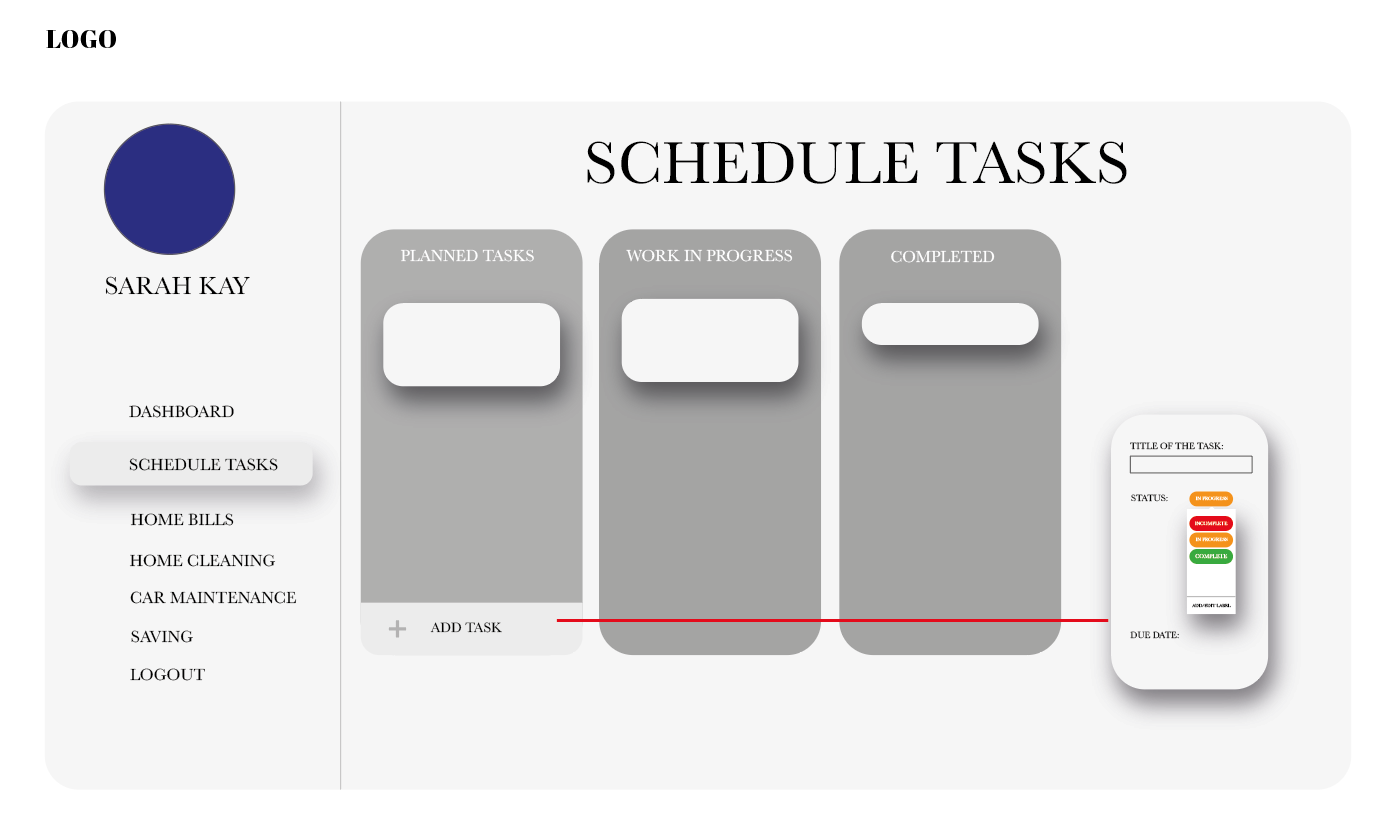 LOGO
SARAH KAY
DASHBOARD
SCHEDULE TASKS
HOME BILLS
HOME CLEANING
CAR MAINTENANCE
SAVING
LOGOUT
SCHEDULE TASKS
PLANNED TASKS
ADD TASK
WORK IN PROGRESS
COMPLETED
TITLE OF THE TASK:
STATUS:
IN PROGRESS
INCOMPLETE
IN PROGRESS
COMPLETE
ADD/EDIT LABEL
DUE DATE: